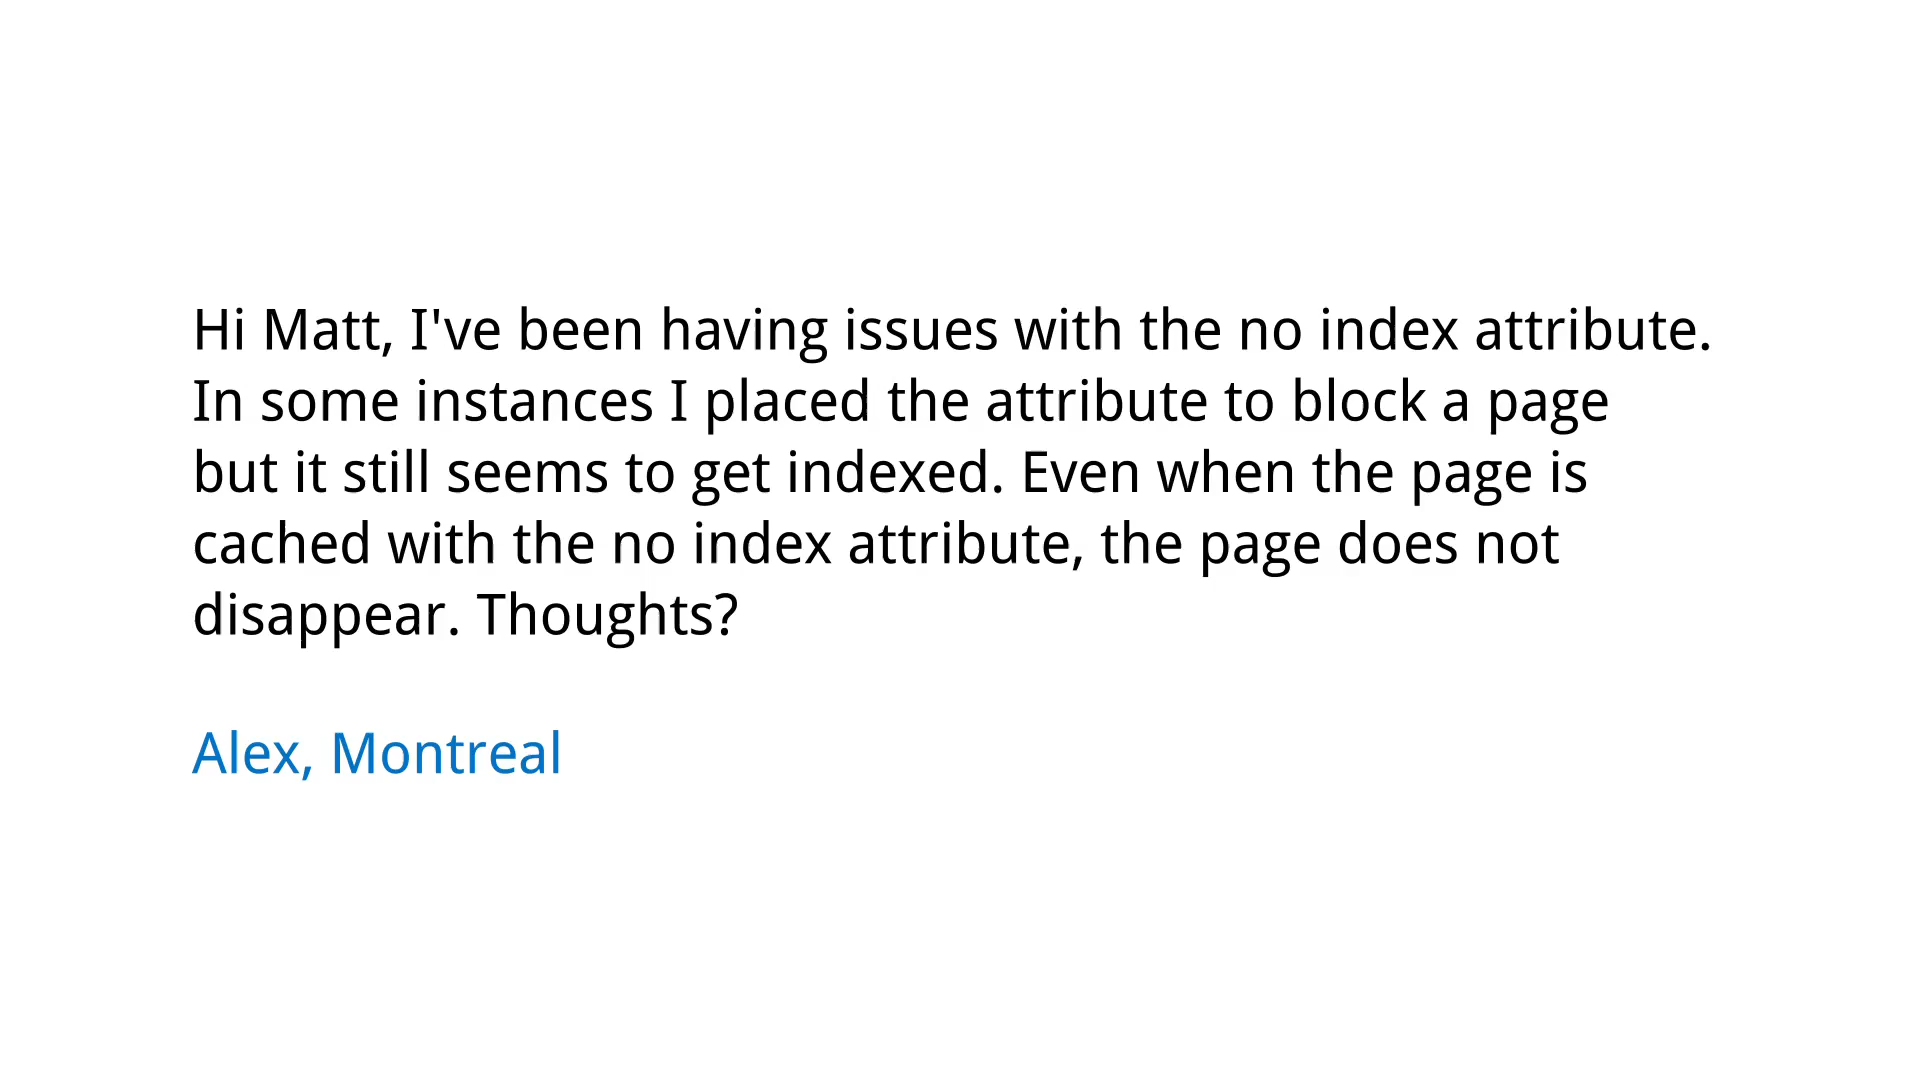 Hi Matt, I've been having issues with the no index attribute.
In some instances I placed the attribute to block a page
but it still seems to get indexed. Even when the page is
cached with the no index attribute, the page does not
disappear. Thoughts?
Alex, Montreal